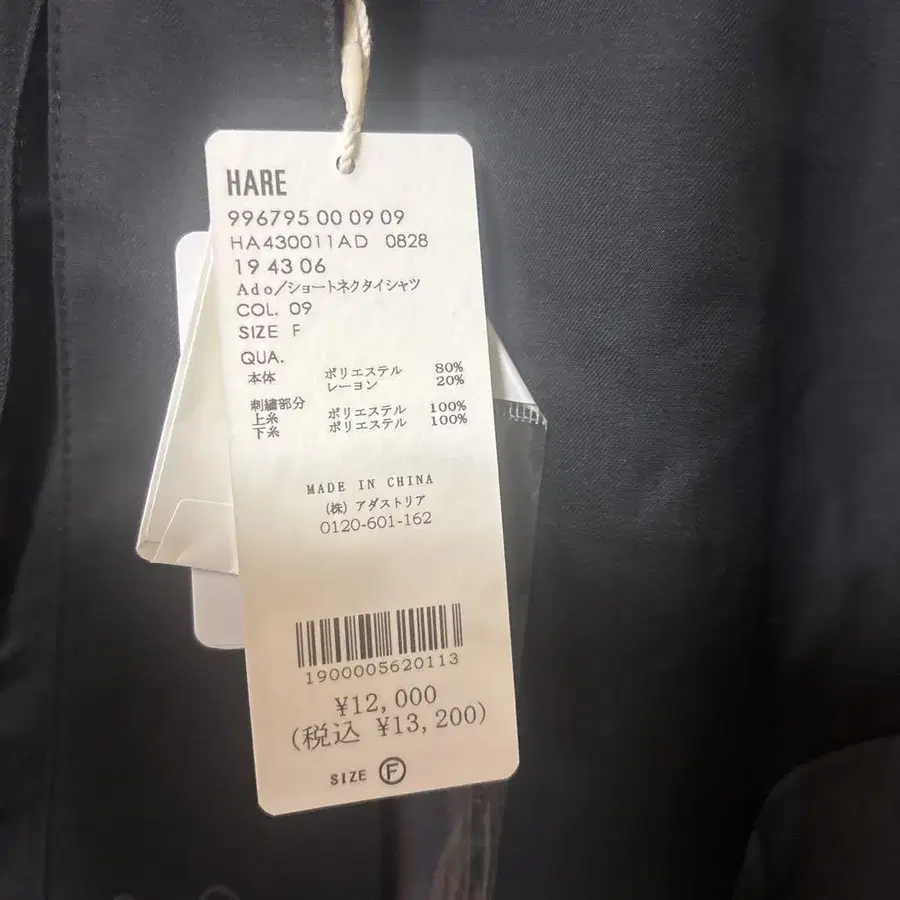 HARE
996795 00 09 09
HA430011AD 0828
19 43 06
Ado／ショートネクタイシャツ
COL. 09
SIZE F
QUA.
本体 ポリエステル 80%
レーヨン 20%
刺繍部分
上糸 ポリエステル 100%
下糸 ポリエステル 100%
MADE IN CHINA
(株) アダストリア
0120-601-162
1900005620113
¥12,000
(税込 ¥13,200)
SIZE F